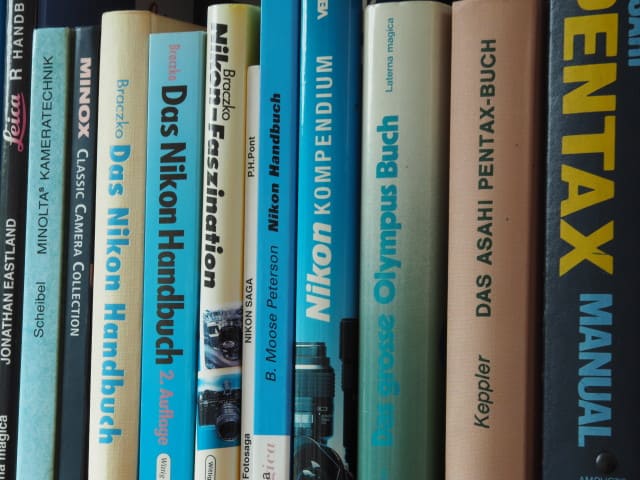 JONATHAN EASTLAND
Leica R HANDB
Scheibel MINOLTA® KAMERATECHNIK
MINOX CLASSIC CAMERA COLLECTION
Braczko Das Nikon Handbuch
Braczko
Das Nikon Handbuch 2. Auflage
Braczko
Nikon-Faszination
Fotosaga NIKON SAGA P.H.Pont
B. Moose Peterson Nikon Handbuch
Nikon KOMPENDIUM
Das grosse Olympus Buch Laterna magica
Keppler DAS ASAHI PENTAX-BUCH
PENTAX MANUAL